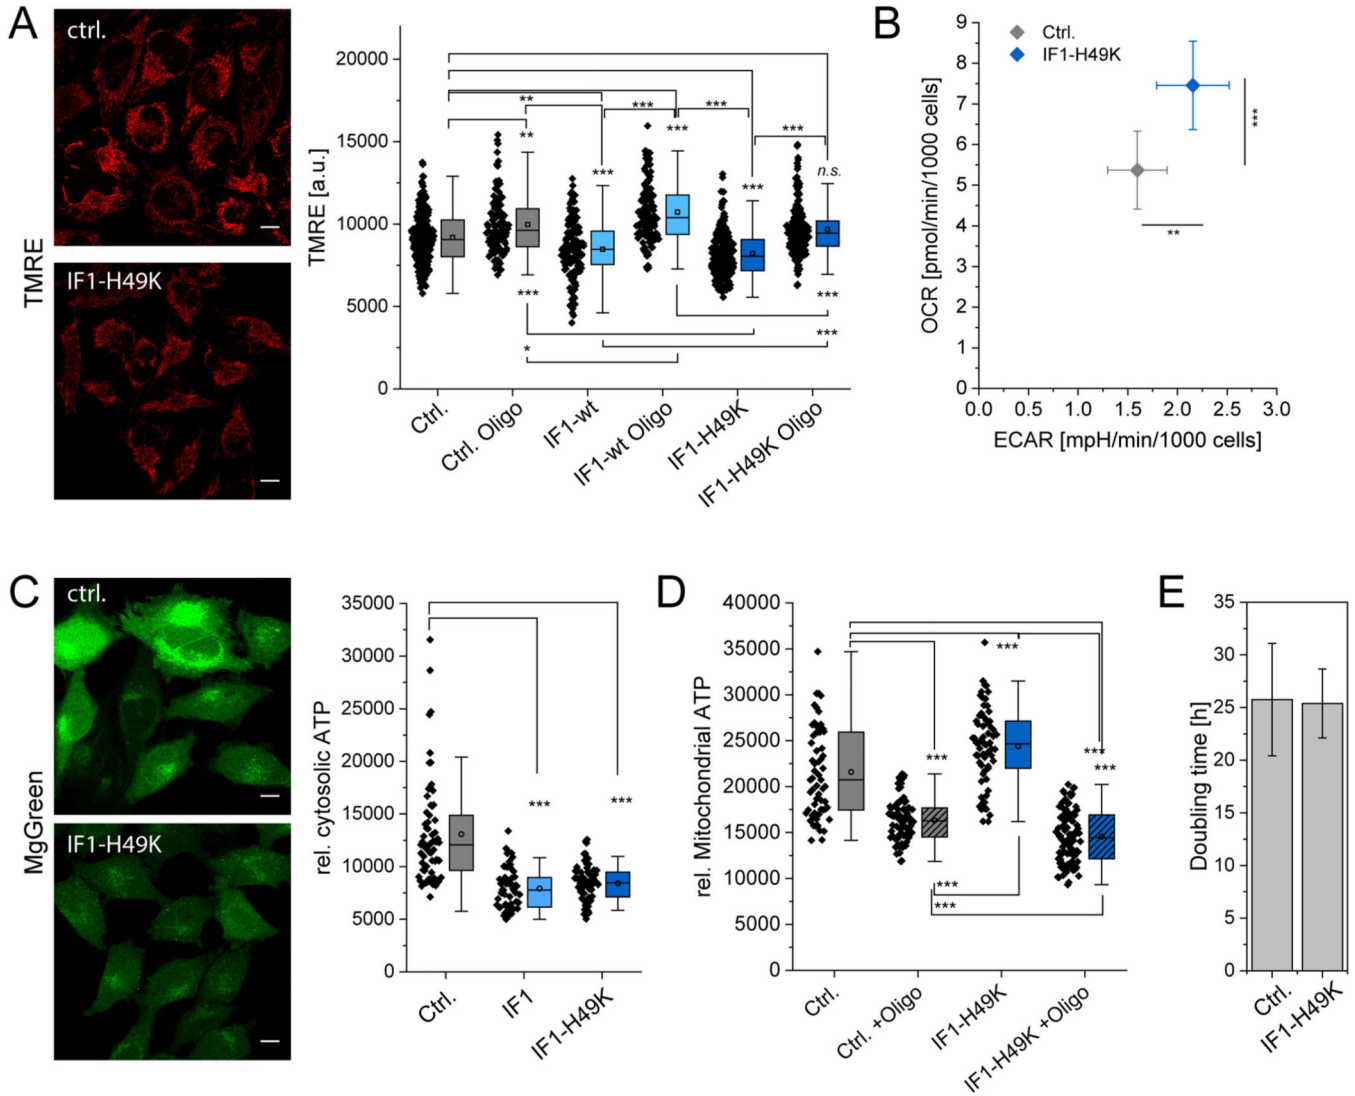 A
ctrl.
IF1-H49K
TMRE
TMRE [a.u.]
20000
15000
10000
5000
0
**
**
***
***
***
***
***
***
n.s.
***
***
***
*
Ctrl.
Ctrl. Oligo
IF1-wt
IF1-wt Oligo
IF1-H49K
IF1-H49K Oligo
B
Ctrl.
IF1-H49K
OCR [pmol/min/1000 cells]
9
8
7
6
5
4
3
2
1
0
***
**
0.0 0.5 1.0 1.5 2.0 2.5 3.0
ECAR [mpH/min/1000 cells]
C
ctrl.
IF1-H49K
MgGreen
rel. cytosolic ATP
35000
30000
25000
20000
15000
10000
5000
0
***
***
Ctrl.
IF1
IF1-H49K
D
rel. Mitochondrial ATP
40000
35000
30000
25000
20000
15000
10000
5000
0
***
***
***
***
***
***
Ctrl.
Ctrl. +Oligo
IF1-H49K
IF1-H49K +Oligo
E
Doubling time [h]
35
30
25
20
15
10
5
0
Ctrl.
IF1-H49K